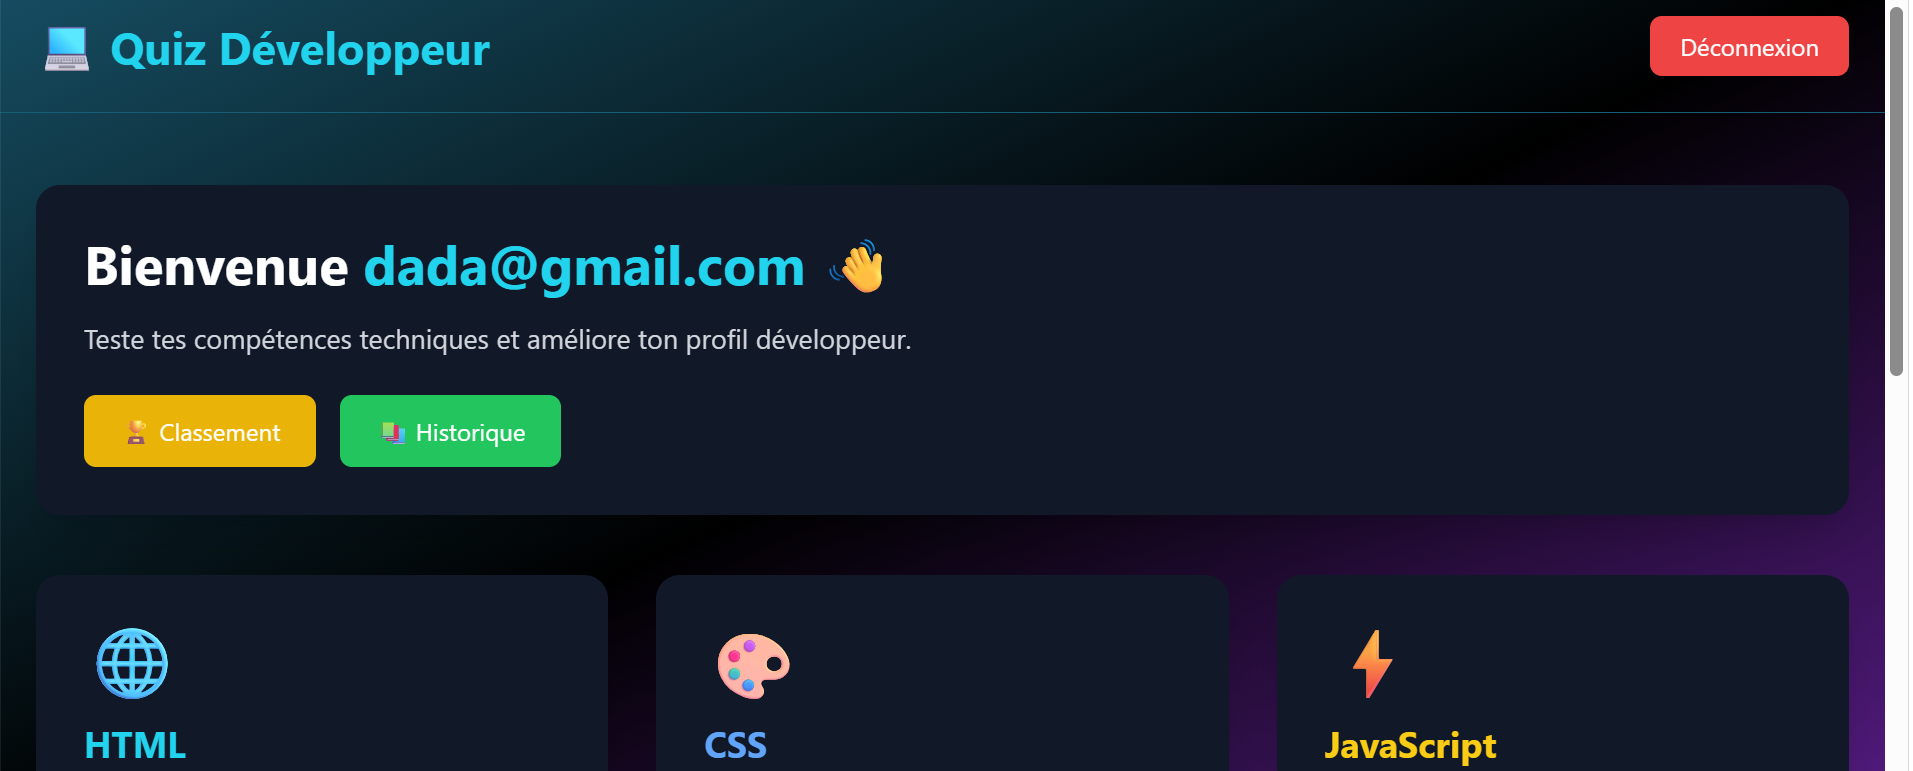 Quiz Développeur
Déconnexion
Bienvenue dada@gmail.com
Teste tes compétences techniques et améliore ton profil développeur.
Classement
Historique
HTML
CSS
JavaScript